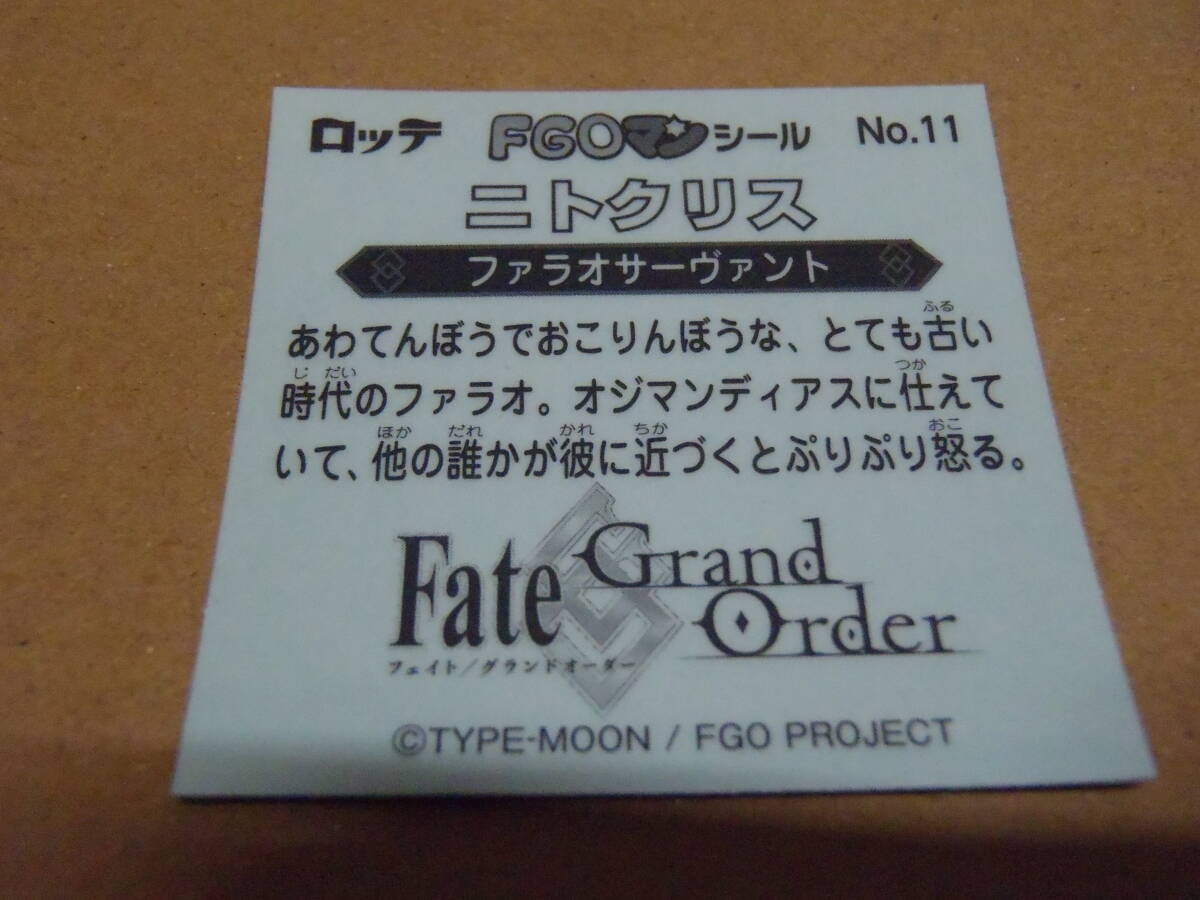 ロッテ FGOマンシール No.11
ニトクリス
ファラオサーヴァント
あわてんぼうでおこりんぼうな、とても古い
時代のファラオ。オジマンディアスに仕えて
いて、他の誰かが彼に近づくとぷりぷり怒る。
Fate Grand Order
フェイト/グランドオーダー
©TYPE-MOON / FGO PROJECT